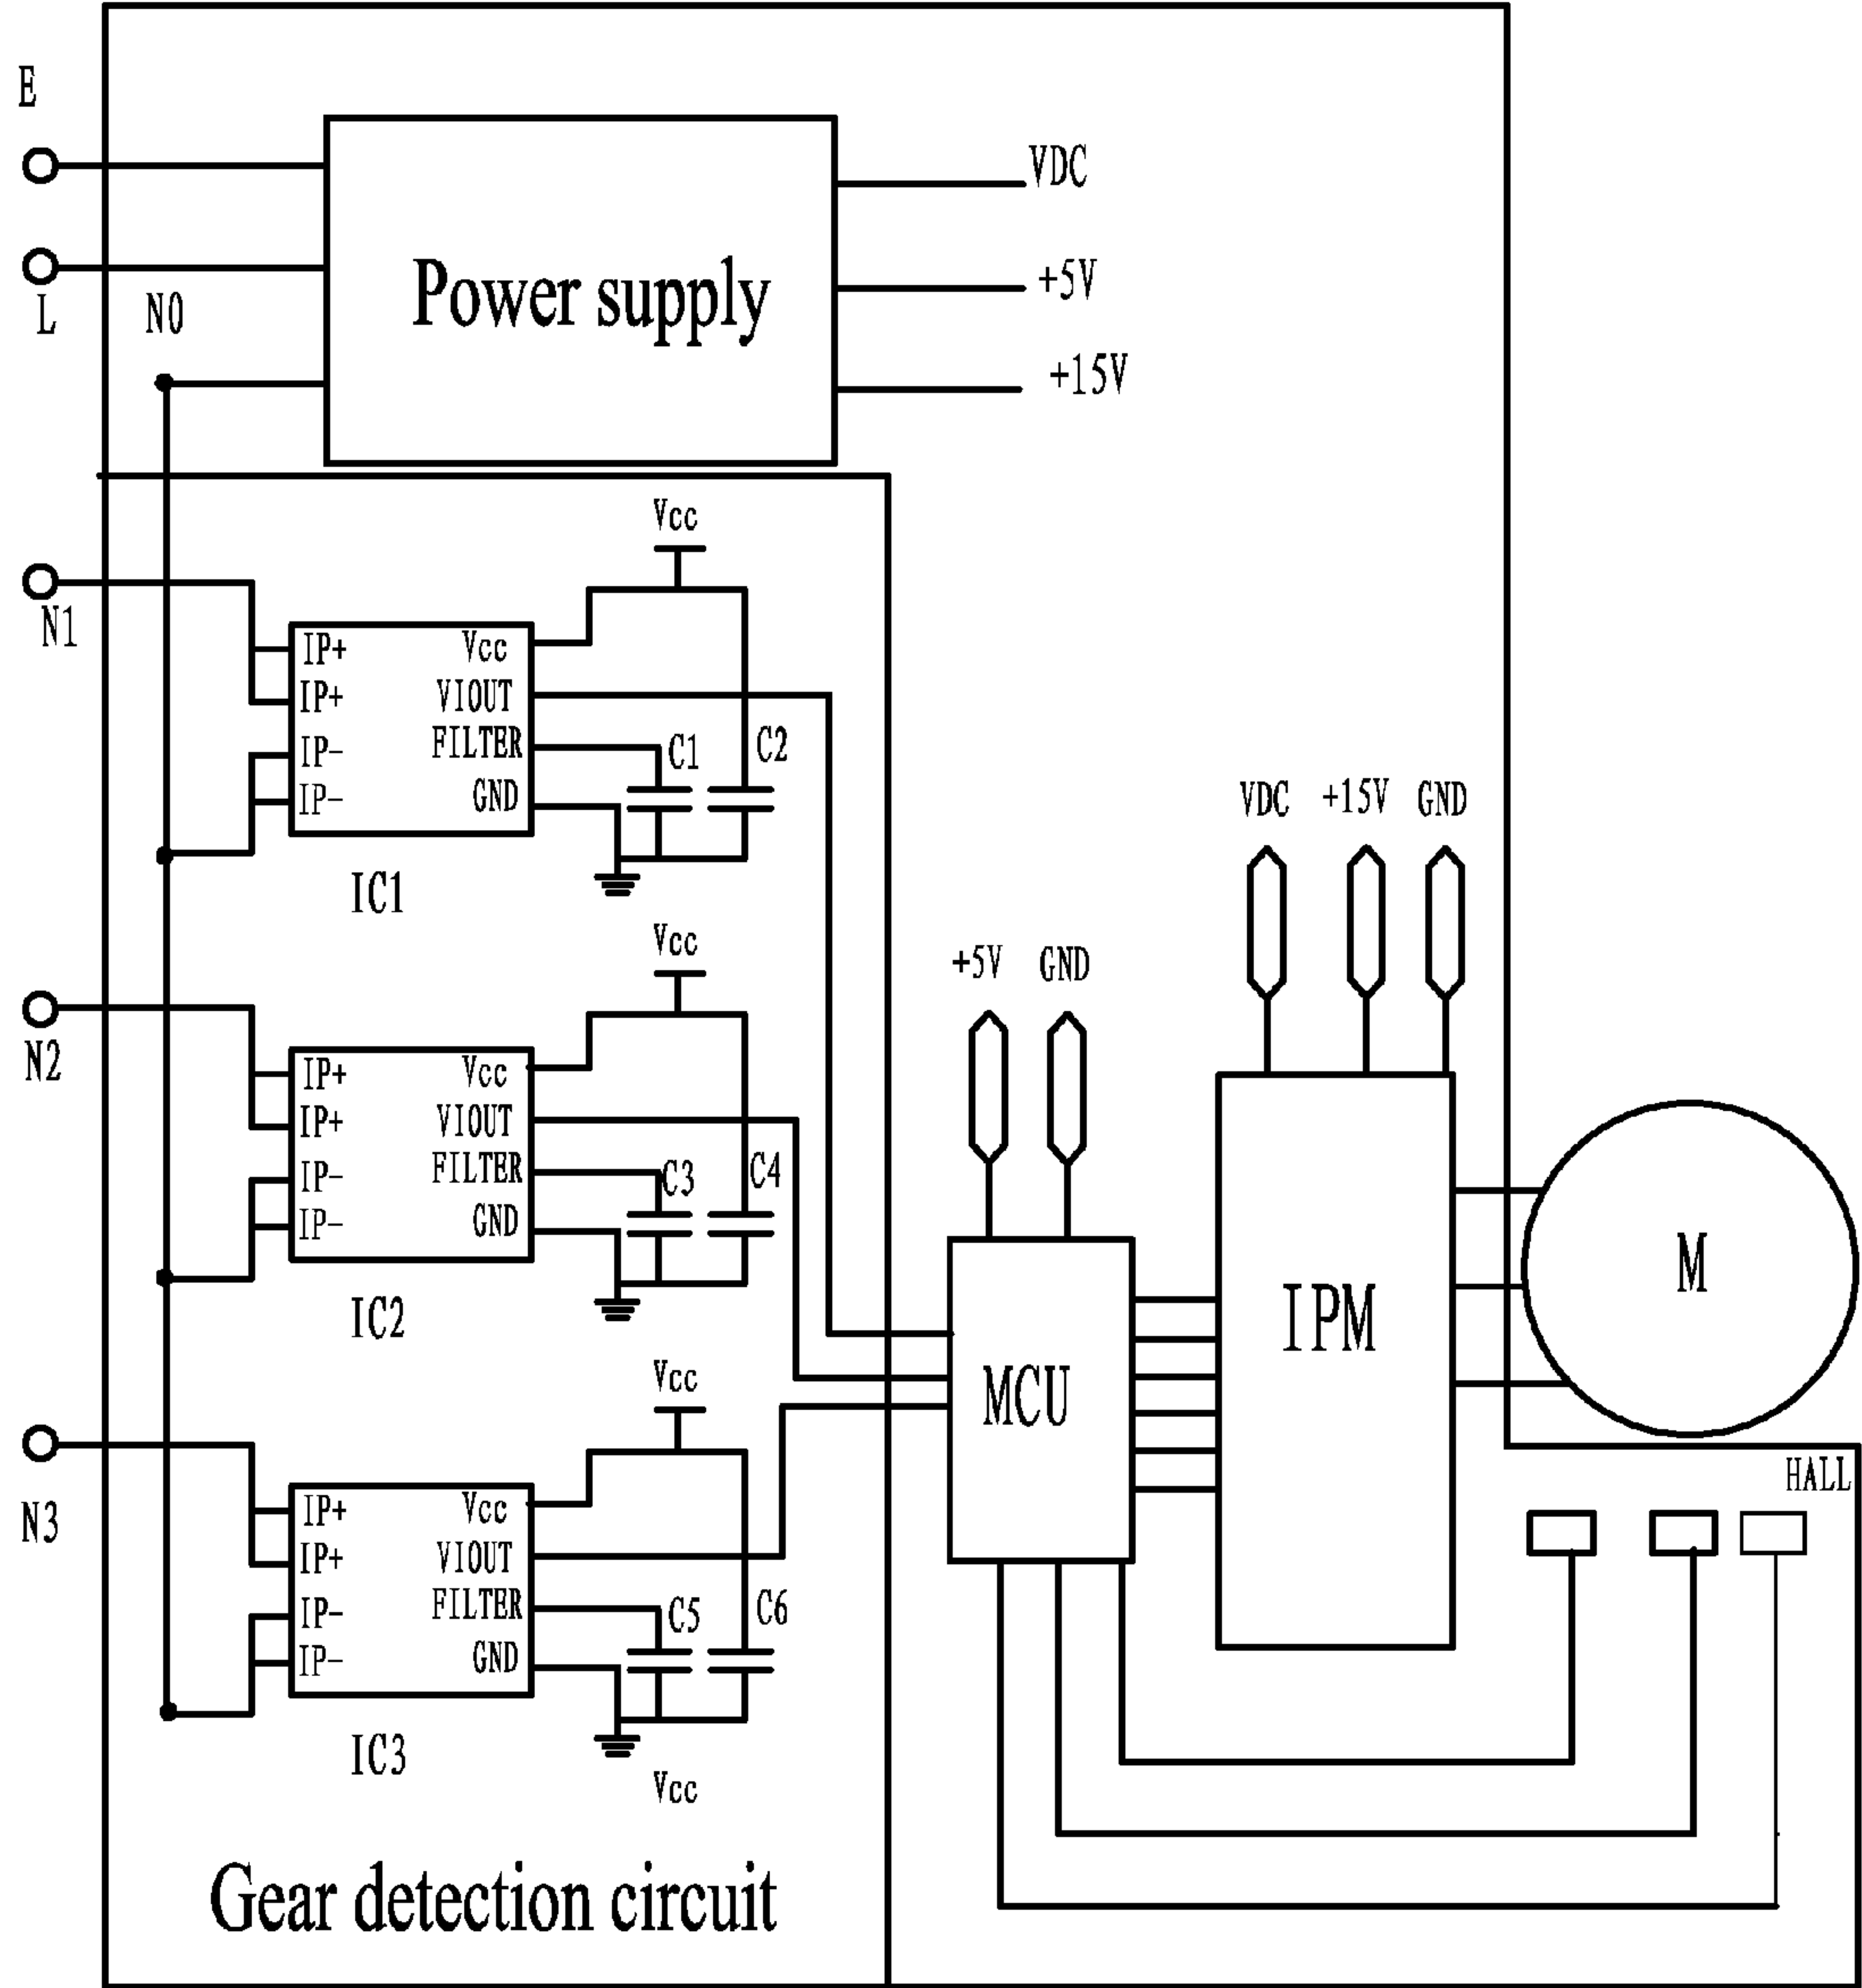 E
L
N0
Power supply
VDC
+5V
+15V
N1
Vcc
IP+
IP+
IP-
IP-
Vcc
VIOUT
FILTER
GND
C1
C2
IC1
N2
Vcc
IP+
IP+
IP-
IP-
Vcc
VIOUT
FILTER
GND
C3
C4
IC2
N3
Vcc
IP+
IP+
IP-
IP-
Vcc
VIOUT
FILTER
GND
C5
C6
IC3
Vcc
Gear detection circuit
+5V
GND
MCU
VDC
+15V
GND
IPM
M
HALL